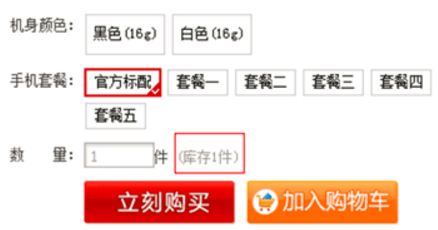 机身颜色: 黑色(16g) 白色(16g)
手机套餐: 官方标配 套餐一 套餐二 套餐三 套餐四
套餐五
数 量: 1 件 (库存1件)
立刻购买 加入购物车